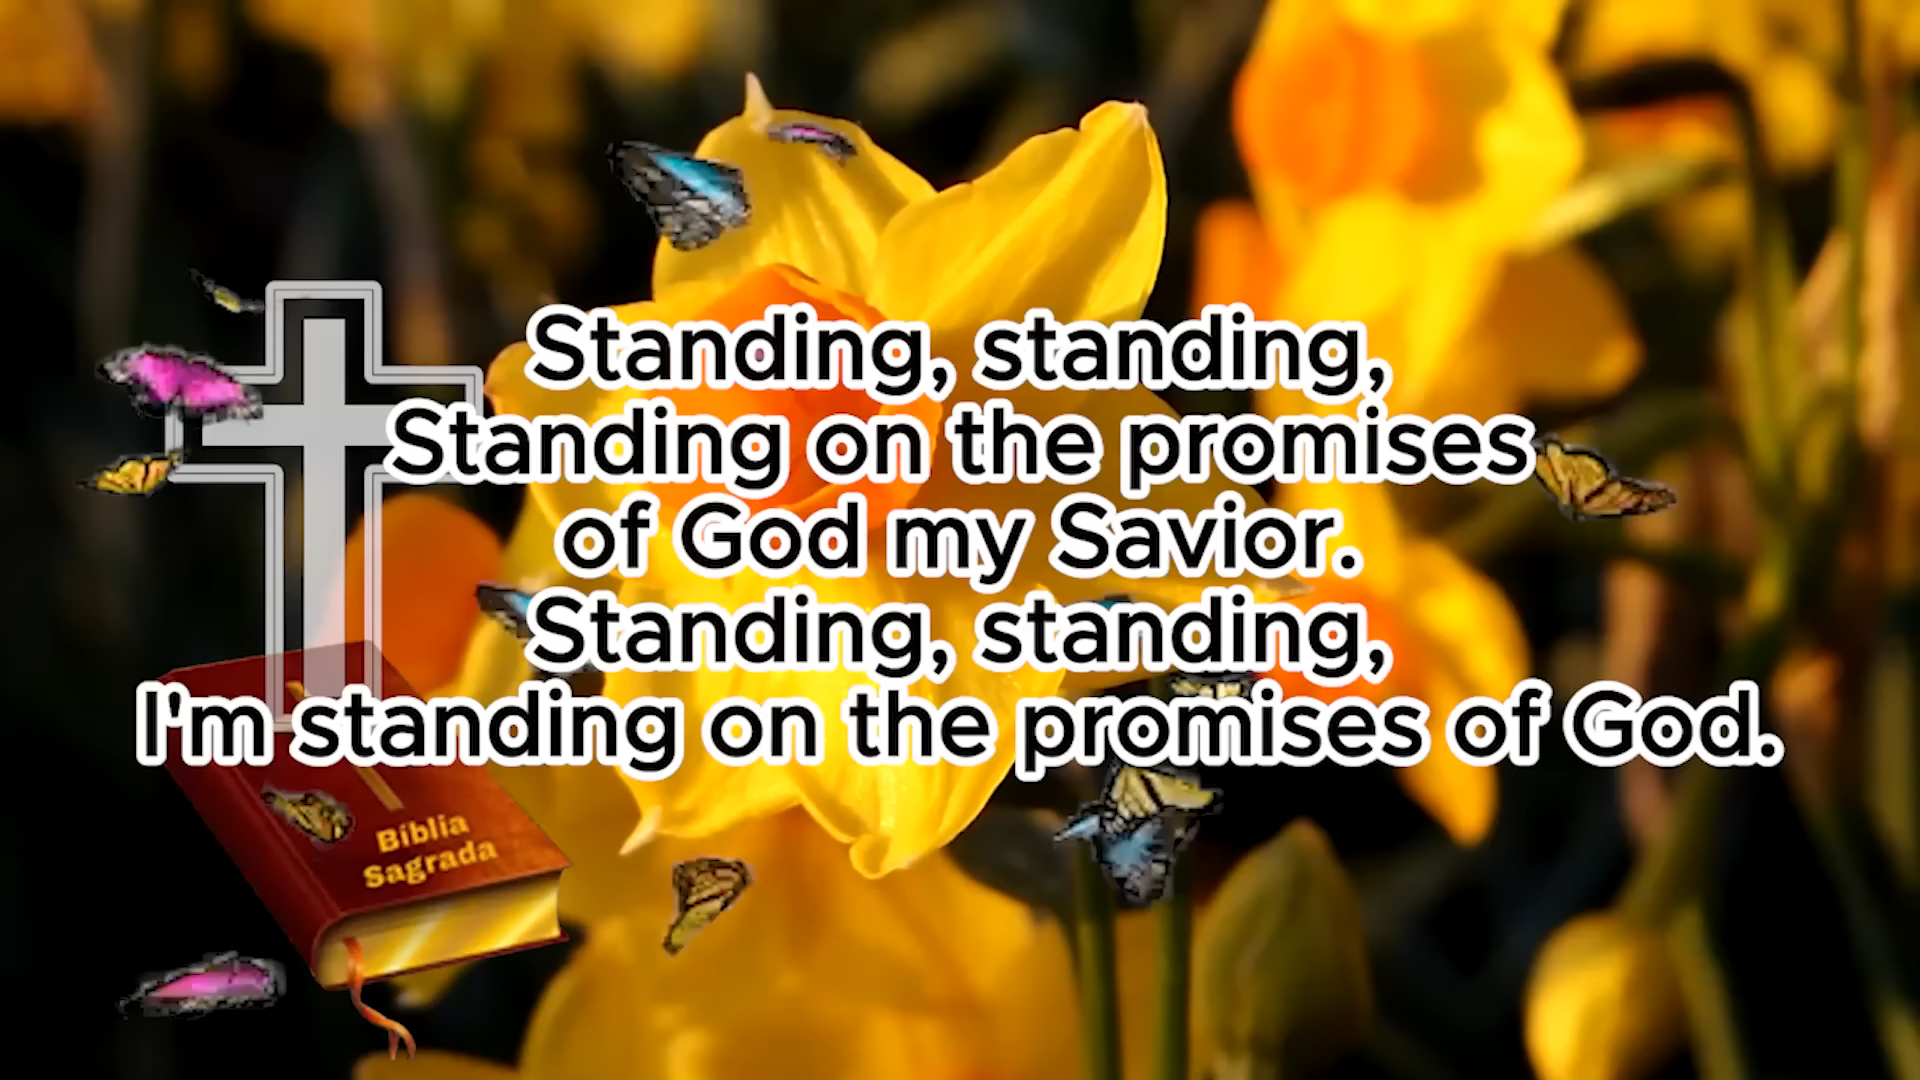 Standing, standing,
Standing on the promises
of God my Savior.
Standing, standing,
I'm standing on the promises of God.
Bíblia
Sagrada